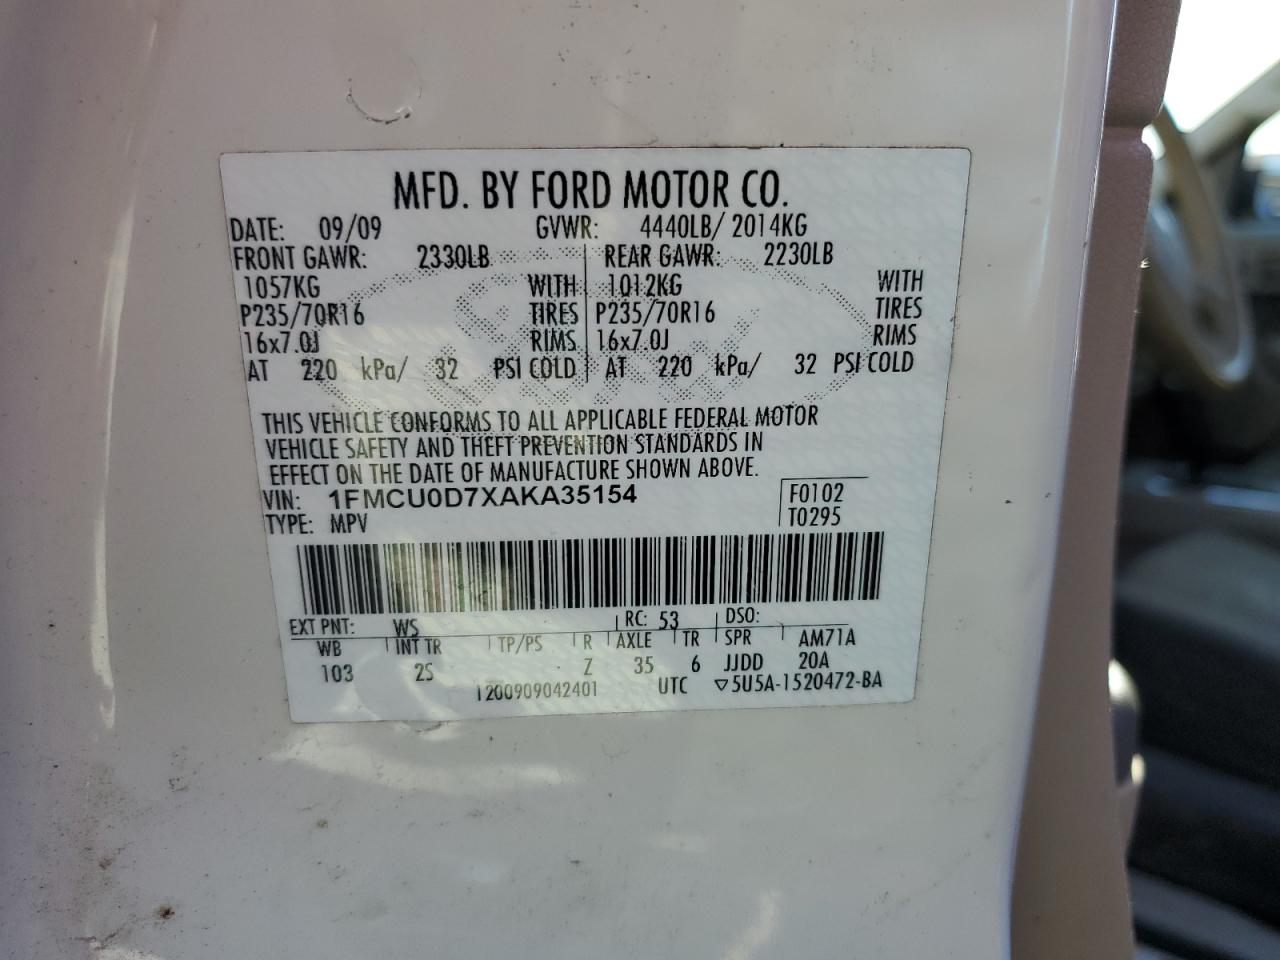 MFD. BY FORD MOTOR CO.
DATE: 09/09 GVWR: 4440LB/ 2014KG
FRONT GAWR: 2330LB REAR GAWR: 2230LB
1057KG WITH 1012KG WITH
P235/70R16 TIRES P235/70R16 TIRES
16x7.0J RIMS 16x7.0J RIMS
AT 220 kPa/ 32 PSI COLD AT 220 kPa/ 32 PSI COLD
THIS VEHICLE CONFORMS TO ALL APPLICABLE FEDERAL MOTOR
VEHICLE SAFETY AND THEFT PREVENTION STANDARDS IN
EFFECT ON THE DATE OF MANUFACTURE SHOWN ABOVE.
VIN: 1FMCU0D7XAKA35154 F0102
TYPE: MPV T0295
EXT PNT: WS RC: 53 DSO:
WB INT TR TP/PS R AXLE TR SPR AM71A
103 2S Z 35 6 JJDD 20A
1200909042401 UTC ▽5U5A-1520472-BA